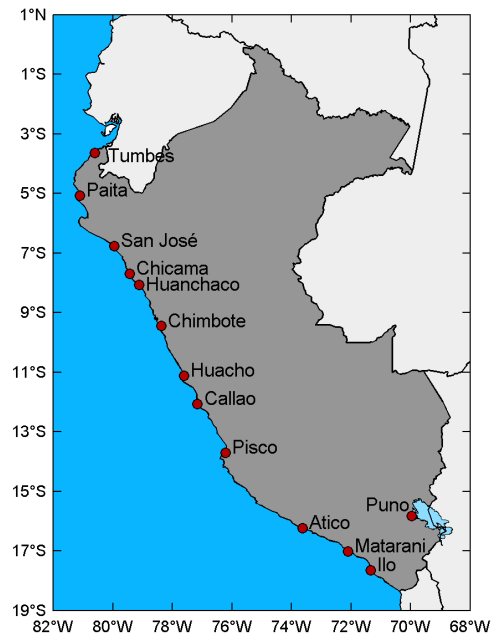 1°N
1°S
3°S
Tumbes
5°S
Paita
San José
7°S
Chicama
Huanchaco
9°S
Chimbote
11°S
Huacho
Callao
13°S
Pisco
15°S
Puno
Atico
17°S
Matarani
Ilo
19°S
82°W 80°W 78°W 76°W 74°W 72°W 70°W 68°W